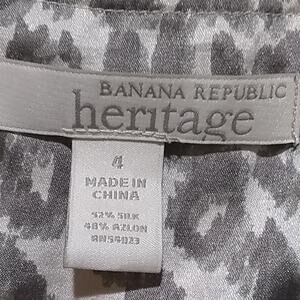 BANANA REPUBLIC
heritage
4
MADE IN
CHINA
52% SILK
48% AZLON
RN54023